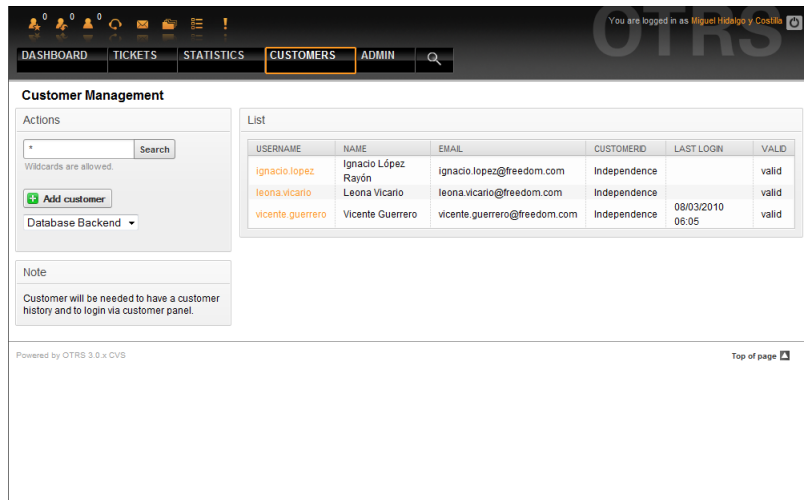 0 0 0
You are logged in as Miguel Hidalgo y Costilla
OTRS
DASHBOARD TICKETS STATISTICS CUSTOMERS ADMIN
Customer Management
Actions
*
Search
Wildcards are allowed.
Add customer
Database Backend
Note
Customer will be needed to have a customer
history and to login via customer panel.
List
USERNAME NAME EMAIL CUSTOMERID LAST LOGIN VALID
ignacio.lopez Ignacio López Rayón ignacio.lopez@freedom.com Independence valid
leona.vicario Leona Vicario leona.vicario@freedom.com Independence valid
vicente.guerrero Vicente Guerrero vicente.guerrero@freedom.com Independence 08/03/2010 06:05 valid
Powered by OTRS 3.0.x CVS
Top of page